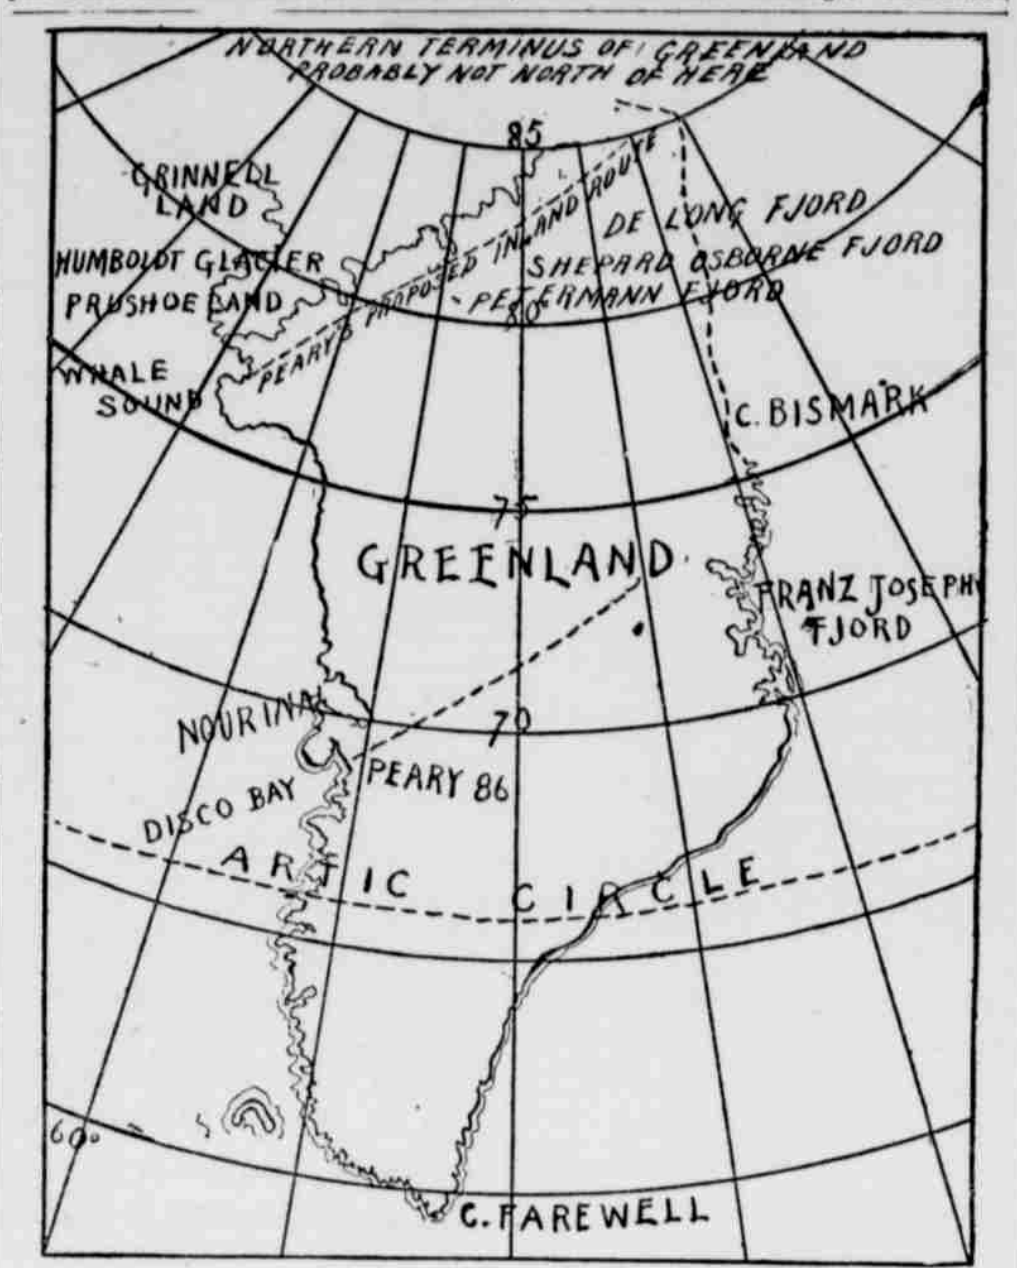 NORTHERN TERMINUS OF GREENLAND
PROBABLY NOT NORTH OF HERE
85
GRINNELL
LAND
PEARY'S PROPOSED INLAND ROUTE
DE LONG FJORD
HUMBOLDT GLACIER
SHEPARD OSBORNE FJORD
PRUSHOE LAND
PETERMANN FJORD
80
WHALE
SOUND
C. BISMARK
75
GREENLAND
FRANZ JOSEPH
FJORD
NOURINAK
70
PEARY 86
DISCO BAY
ARTIC CIRCLE
60°
C. FAREWELL